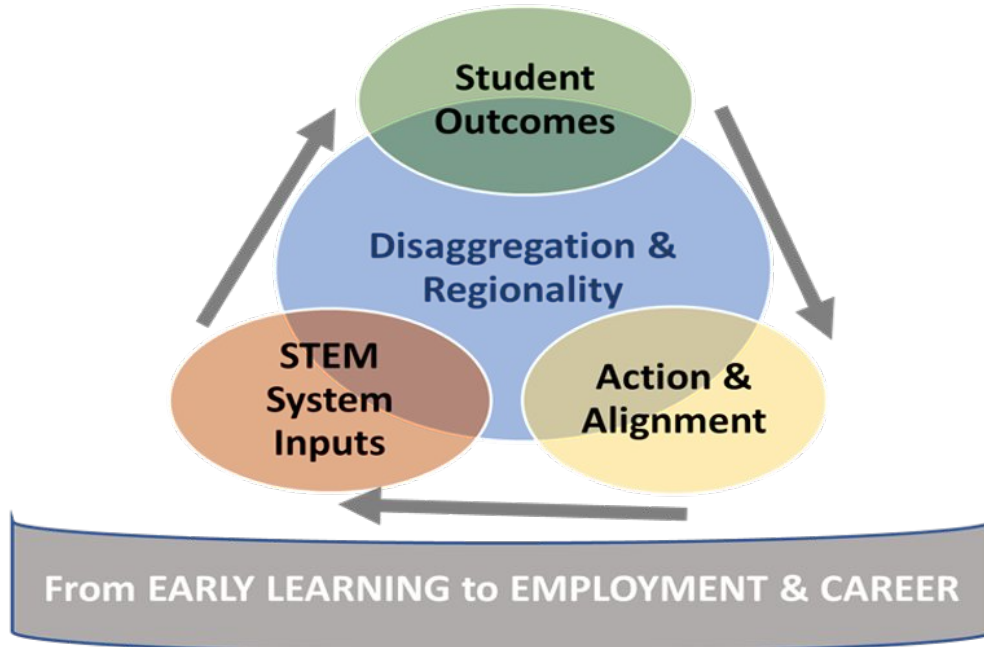 Student
Outcomes
Disaggregation &
Regionality
STEM
System
Inputs
Action &
Alignment
From EARLY LEARNING to EMPLOYMENT & CAREER